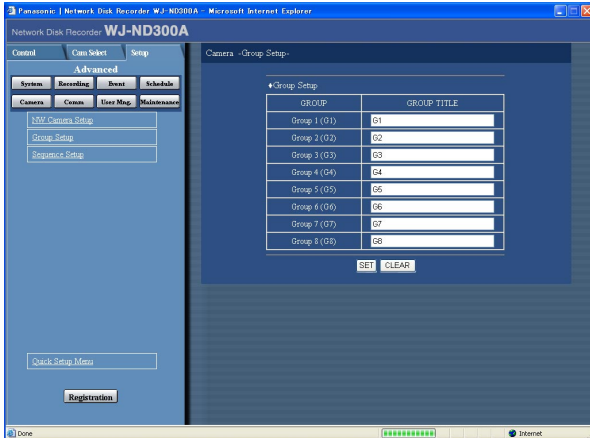 Panasonic | Network Disk Recorder WJ-ND300A - Microsoft Internet Explorer
Network Disk Recorder WJ-ND300A
Control Cam Select Setup
Advanced
System Recording Event Schedule
Camera Comm User Mng. Maintenance
NW Camera Setup
Group Setup
Sequence Setup
Quick Setup Menu
Registration
Camera -Group Setup-
♦Group Setup
GROUP GROUP TITLE
Group 1 (G1) G1
Group 2 (G2) G2
Group 3 (G3) G3
Group 4 (G4) G4
Group 5 (G5) G5
Group 6 (G6) G6
Group 7 (G7) G7
Group 8 (G8) G8
SET CLEAR
Done Internet